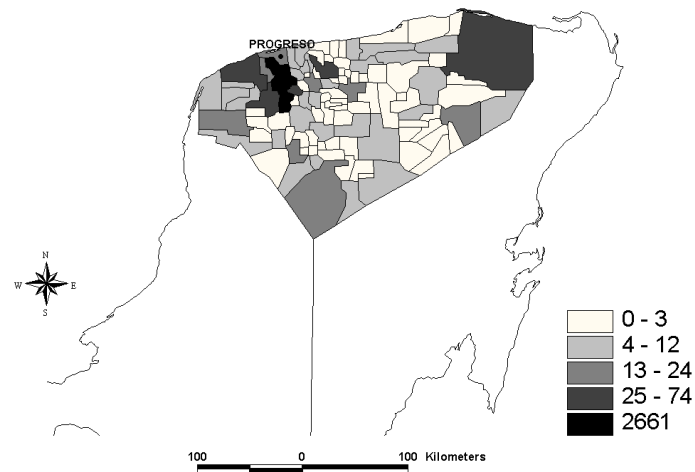 PROGRESO
N
W E
S
0 - 3
4 - 12
13 - 24
25 - 74
2661
100 0 100 Kilometers